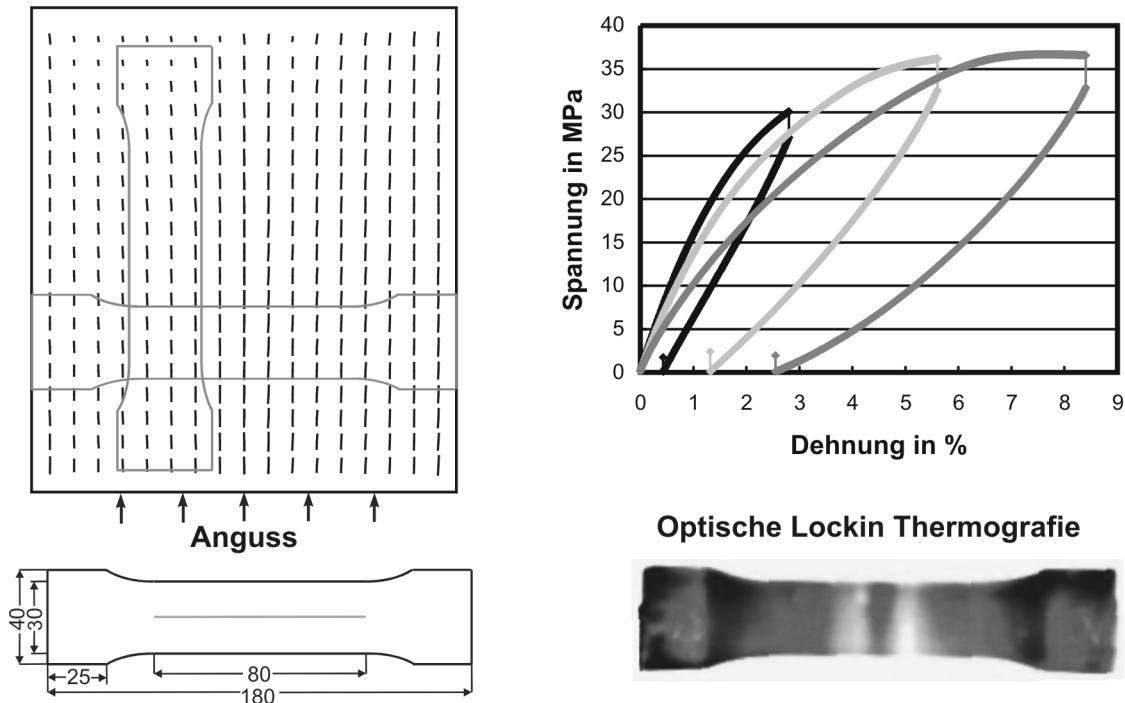 Anguss
40
30
25
80
180
Spannung in MPa
40
35
30
25
20
15
10
5
0
0 1 2 3 4 5 6 7 8 9
Dehnung in %
Optische Lockin Thermografie